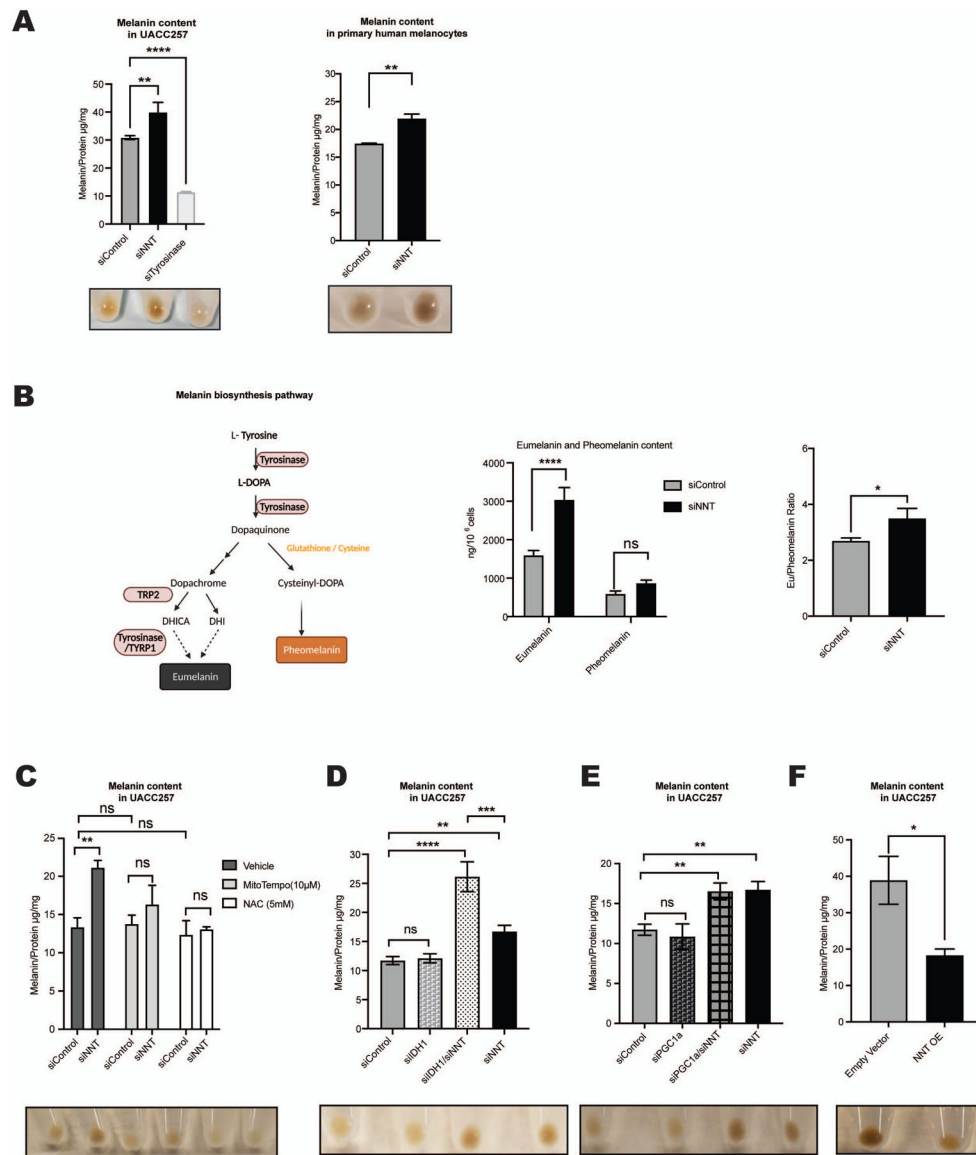 A
Melanin content
in UACC257
****
**
Melanin/Protein µg/mg
50
40
30
20
10
0
siControl
siNNT
siTyrosinase
Melanin content
in primary human melanocytes
**
Melanin/Protein µg/mg
25
20
15
10
5
0
siControl
siNNT
B
Melanin biosynthesis pathway
L- Tyrosine
Tyrosinase
L-DOPA
Tyrosinase
Dopaquinone
Glutathione / Cysteine
Dopachrome
Cysteinyl-DOPA
TRP2
DHICA
DHI
Tyrosinase
/TYRP1
Eumelanin
Pheomelanin
Eumelanin and Pheomelanin content
****
ns
siControl
siNNT
ng/10 6 cells
4000
3000
2000
1000
0
Eumelanin
Pheomelanin
*
Eu/Pheomelanin Ratio
6
4
2
0
siControl
siNNT
C
Melanin content
in UACC257
ns
ns
**
ns
ns
Vehicle
MitoTempo(10µM)
NAC (5mM)
Melanin/Protein µg/mg
25
20
15
10
5
0
siControl
siNNT
siControl
siNNT
siControl
siNNT
D
Melanin content
in UACC257
***
**
****
ns
Melanin/Protein µg/mg
30
25
20
15
10
5
0
siControl
siIDH1
siIDH1/siNNT
siNNT
E
Melanin content
in UACC257
**
**
ns
Melanin/Protein µg/mg
20
15
10
5
0
siControl
siPGC1a
siPGC1a/siNNT
siNNT
F
Melanin content
in UACC257
*
Melanin/Protein µg/mg
50
40
30
20
10
0
Empty Vector
NNT OE